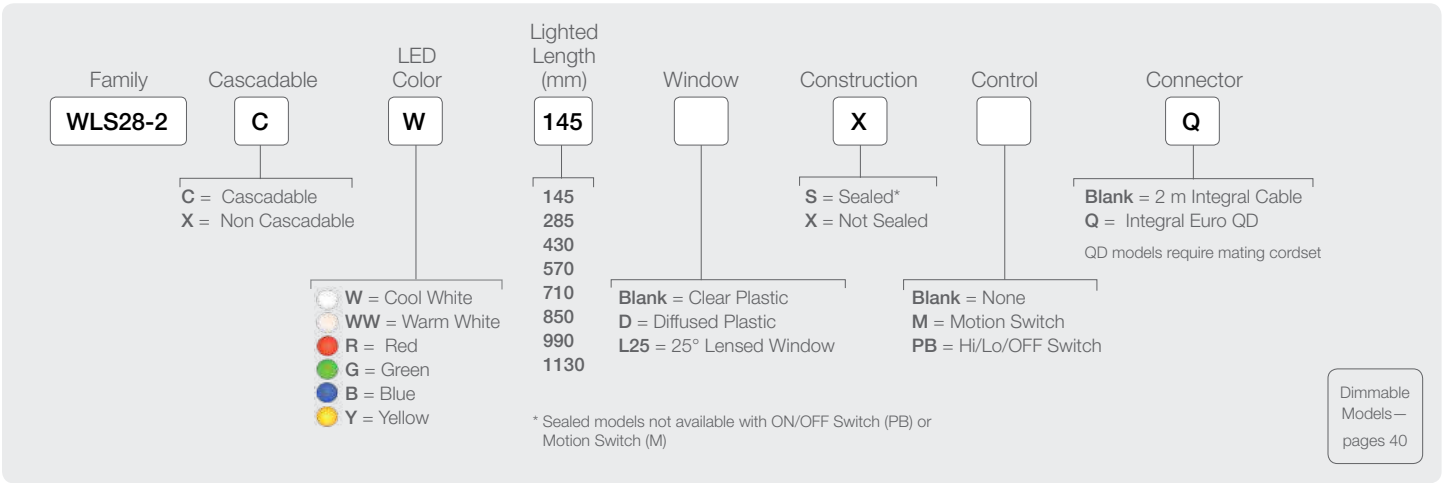 Family
Cascadable
LED
Color
Lighted
Length
(mm)
Window
Construction
Control
Connector
WLS28-2
C
W
145
X
Q
C = Cascadable
X = Non Cascadable
W = Cool White
WW = Warm White
R = Red
G = Green
B = Blue
Y = Yellow
145
285
430
570
710
850
990
1130
Blank = Clear Plastic
D = Diffused Plastic
L25 = 25° Lensed Window
S = Sealed*
X = Not Sealed
Blank = None
M = Motion Switch
PB = Hi/Lo/OFF Switch
Blank = 2 m Integral Cable
Q = Integral Euro QD
QD models require mating cordset
* Sealed models not available with ON/OFF Switch (PB) or
Motion Switch (M)
Dimmable
Models—
pages 40